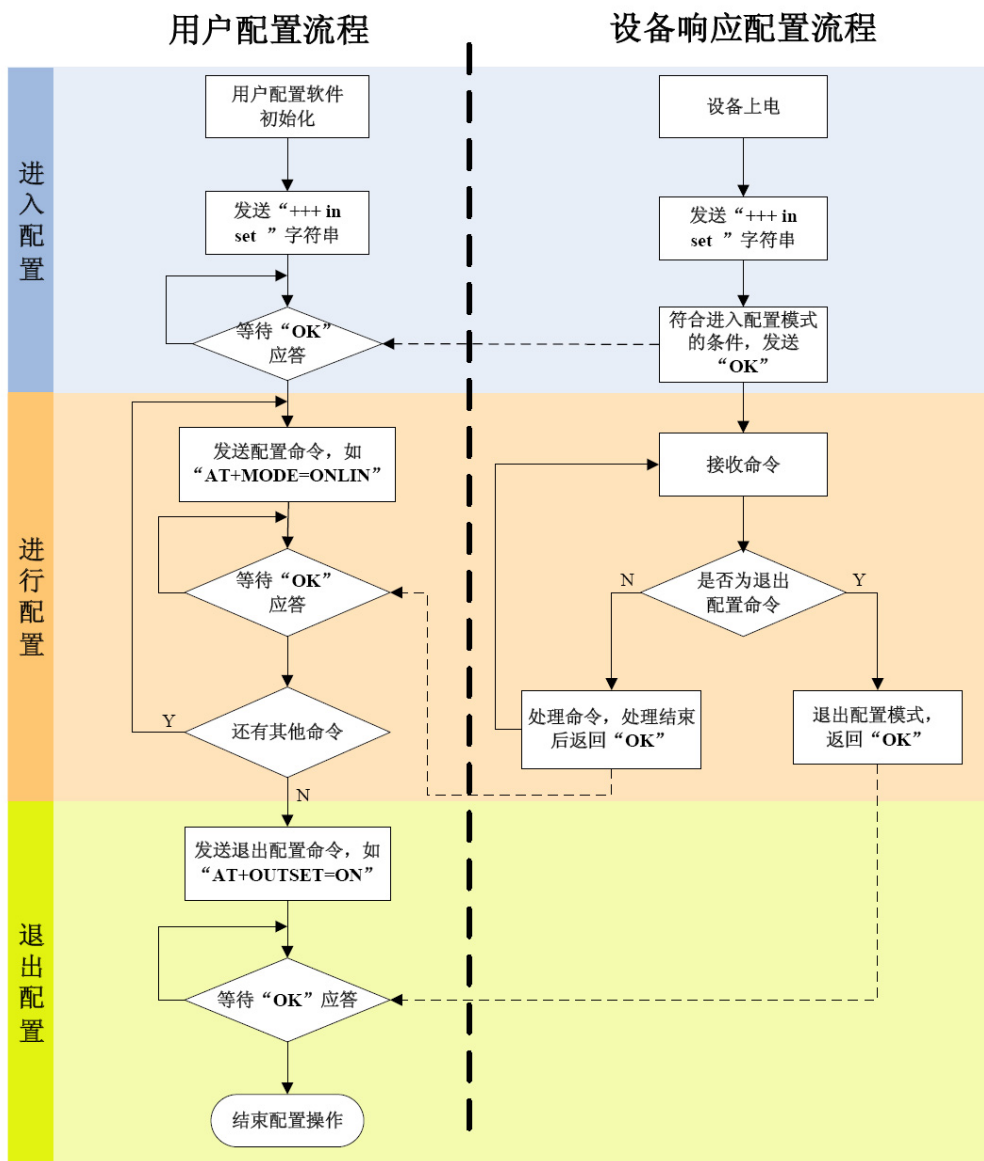 用户配置流程
设备响应配置流程
进入配置
用户配置软件
初始化
发送“+++ in
set ”字符串
等待“OK”
应答
设备上电
发送“+++ in
set ”字符串
符合进入配置模式
的条件，发送
“OK”
进行配置
发送配置命令，如
“AT+MODE=ONLIN”
等待“OK”
应答
还有其他命令
Y
N
接收命令
是否为退出
配置命令
N
Y
处理命令，处理结束
后返回“OK”
退出配置模式，
返回“OK”
退出配置
发送退出配置命令，如
“AT+OUTSET=ON”
等待“OK”应答
结束配置操作